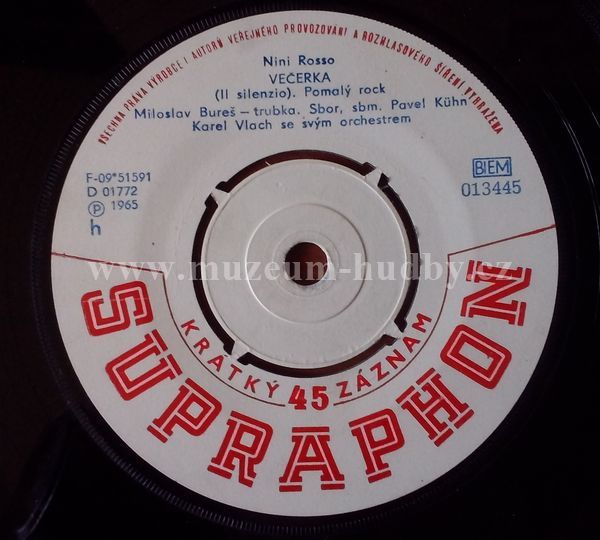 VŠECHNA PRÁVA VÝROBCE I AUTORŮ VEŘEJNÉHO PROVOZOVÁNÍ A ROZHLASOVÉHO ŠÍŘENÍ VYHRAŽENA
Nini Rosso
VEČERKA
(Il silenzio). Pomalý rock
Miloslav Bureš – trubka. Sbor, sbm. Pavel Kühn
Karel Vlach se svým orchestrem
F-09*51591
D 01772
Ⓟ 1965
h
BIEM
013445
www.muzeum-hudby.cz
KRÁTKÝ 45 ZÁZNAM
SUPRAPHON